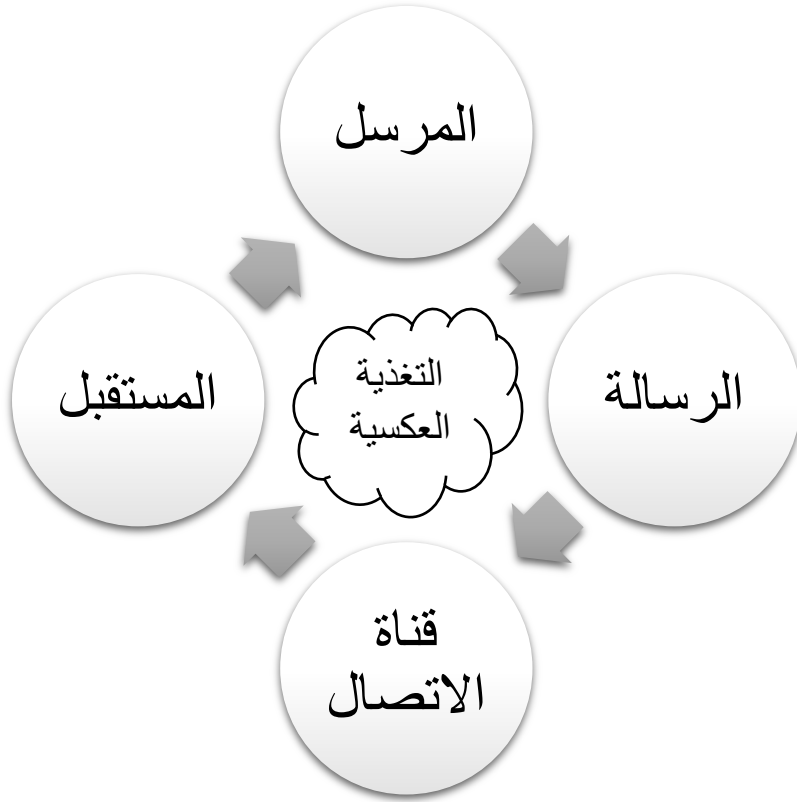 المرسل
الرسالة
التغذية
العكسية
المستقبل
قناة
الاتصال